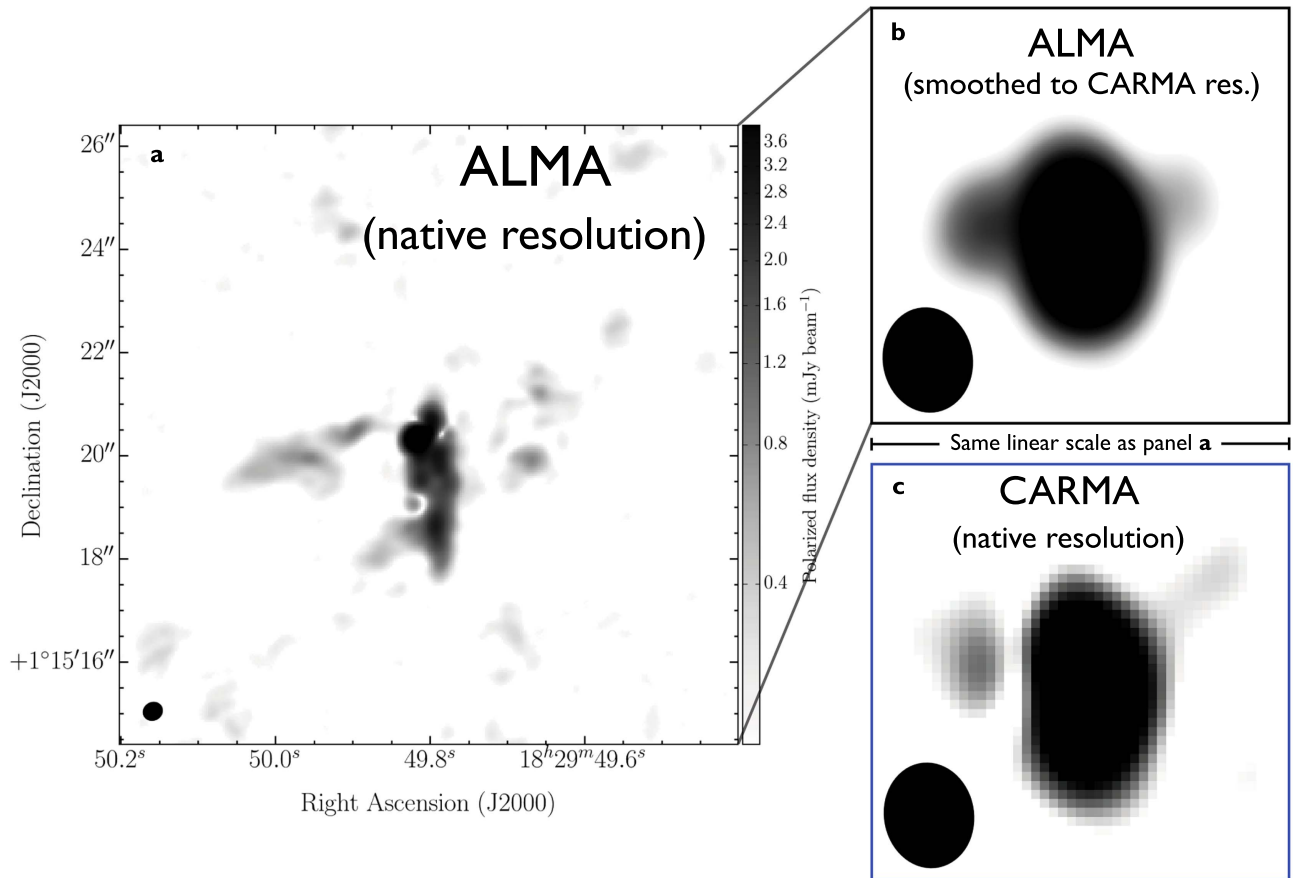 a
ALMA
(native resolution)
26″
24″
22″
20″
18″
+1°15′16″
Declination (J2000)
50.2ˢ
50.0ˢ
49.8ˢ
18ʰ29ᵐ49.6ˢ
Right Ascension (J2000)
3.6
3.2
2.8
2.4
2.0
1.6
1.2
0.8
0.4
Polarized flux density (mJy beam⁻¹)
b
ALMA
(smoothed to CARMA res.)
Same linear scale as panel a
c
CARMA
(native resolution)